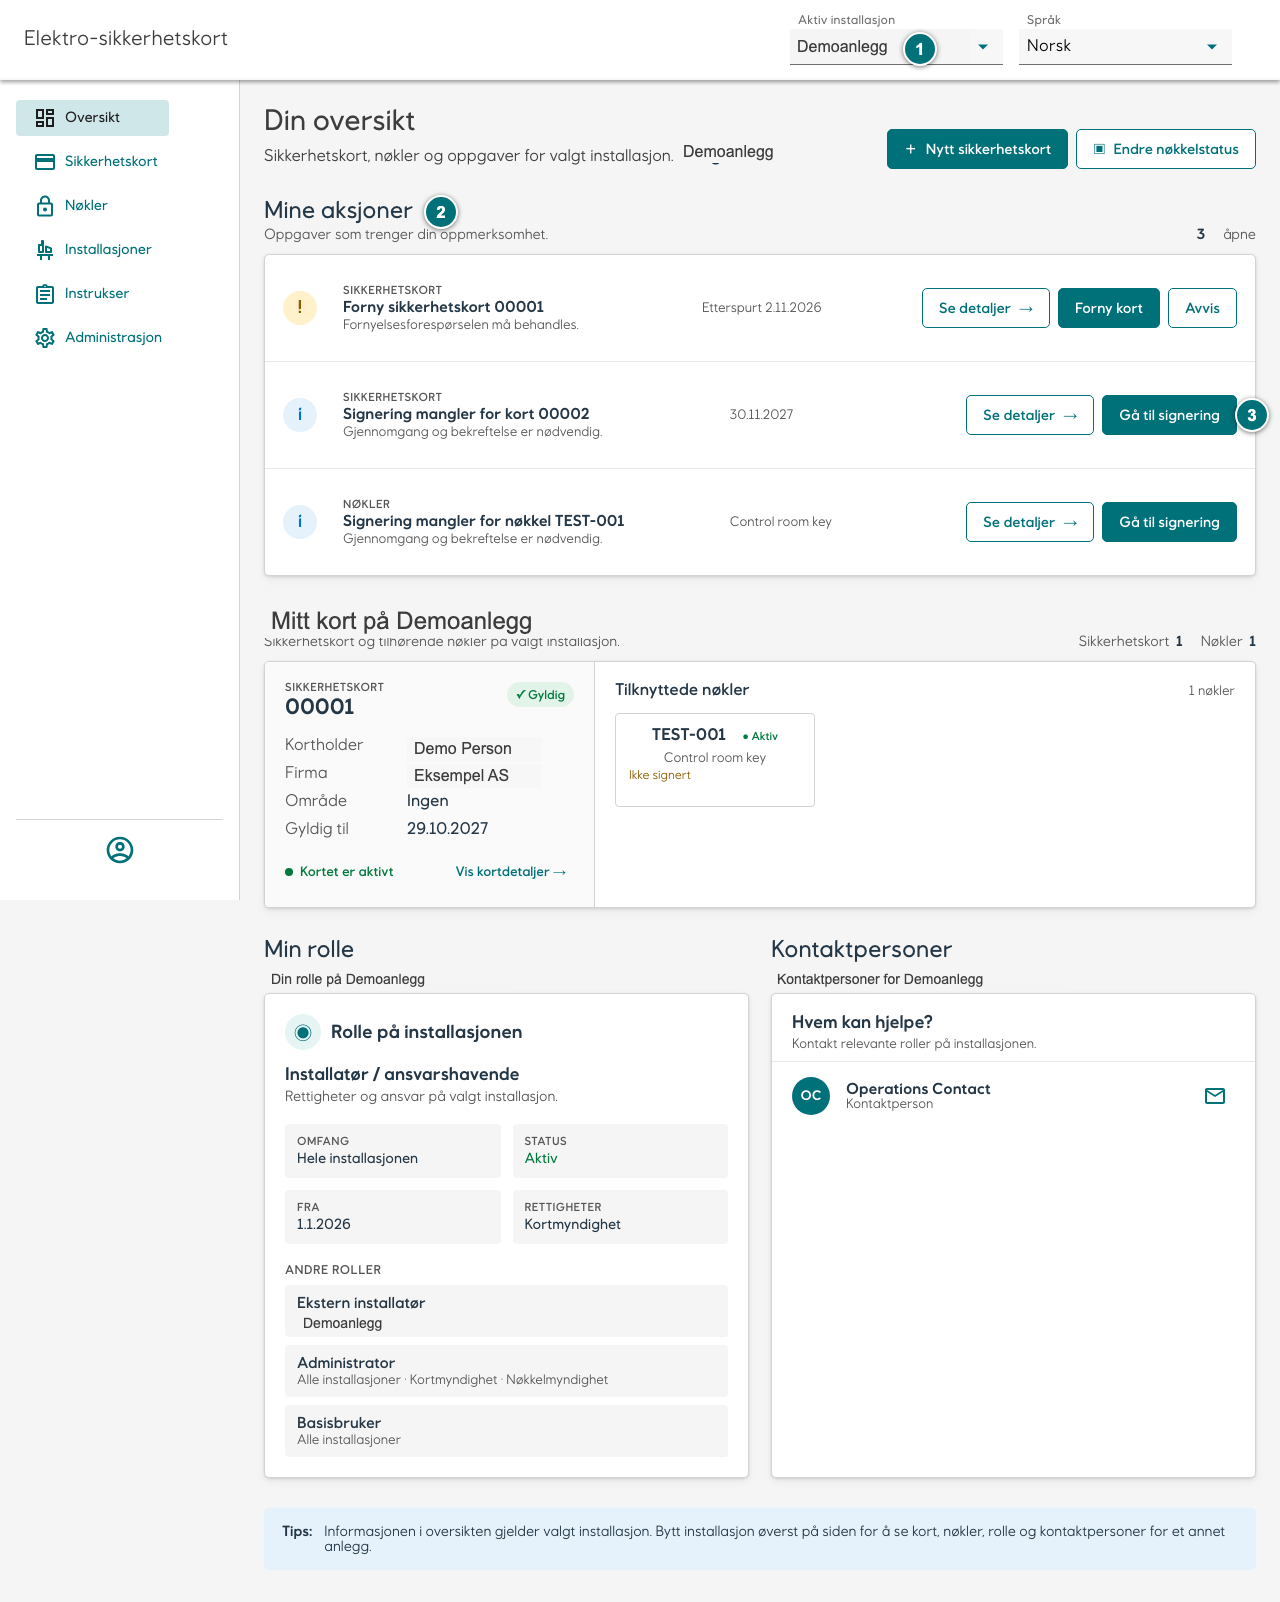 Elektro-sikkerhetskort
Aktiv installasjon
Demoanlegg
1
Språk
Norsk
Oversikt
Sikkerhetskort
Nøkler
Installasjoner
Instrukser
Administrasjon
Din oversikt
Sikkerhetskort, nøkler og oppgaver for valgt installasjon. Demoanlegg
+ Nytt sikkerhetskort
Endre nøkkelstatus
Mine aksjoner 2
Oppgaver som trenger din oppmerksomhet.
3 åpne
!
SIKKERHETSKORT
Forny sikkerhetskort 00001
Fornyelsesforespørselen må behandles.
Etterspurt 2.11.2026
Se detaljer →
Forny kort
Avvis
i
SIKKERHETSKORT
Signering mangler for kort 00002
Gjennomgang og bekreftelse er nødvendig.
30.11.2027
Se detaljer →
Gå til signering
3
i
NØKLER
Signering mangler for nøkkel TEST-001
Gjennomgang og bekreftelse er nødvendig.
Control room key
Se detaljer →
Gå til signering
Mitt kort på Demoanlegg
Sikkerhetskort og tilhørende nøkler på valgt installasjon.
Sikkerhetskort 1 Nøkler 1
SIKKERHETSKORT
00001
✓ Gyldig
Kortholder Demo Person
Firma Eksempel AS
Område Ingen
Gyldig til 29.10.2027
Kortet er aktivt
Vis kortdetaljer →
Tilknyttede nøkler
1 nøkler
TEST-001 ● Aktiv
Control room key
Ikke signert
Min rolle
Din rolle på Demoanlegg
Rolle på installasjonen
Installatør / ansvarshavende
Rettigheter og ansvar på valgt installasjon.
OMFANG
Hele installasjonen
STATUS
Aktiv
FRA
1.1.2026
RETTIGHETER
Kortmyndighet
ANDRE ROLLER
Ekstern installatør
Demoanlegg
Administrator
Alle installasjoner · Kortmyndighet · Nøkkelmyndighet
Basisbruker
Alle installasjoner
Kontaktpersoner
Kontaktpersoner for Demoanlegg
Hvem kan hjelpe?
Kontakt relevante roller på installasjonen.
OC
Operations Contact
Kontaktperson
Tips: Informasjonen i oversikten gjelder valgt installasjon. Bytt installasjon øverst på siden for å se kort, nøkler, rolle og kontaktpersoner for et annet
anlegg.